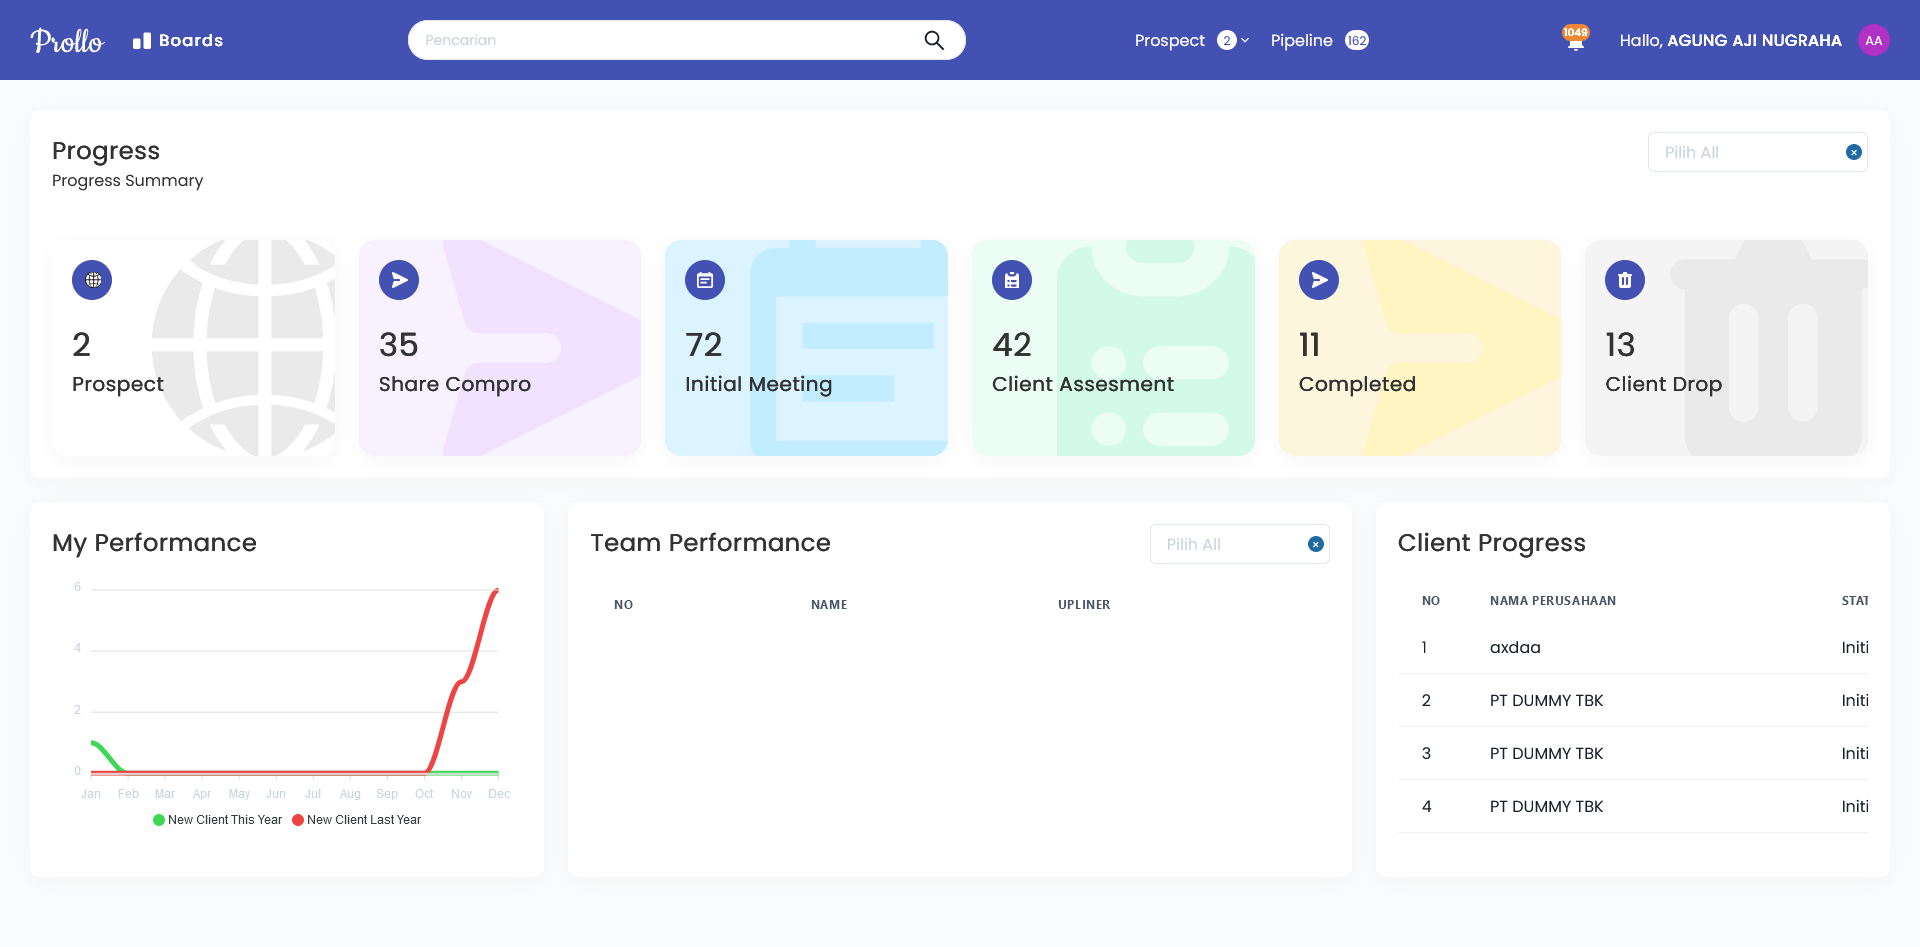 Prollo Boards Pencarian Prospect 2 Pipeline 162 1049 Hallo, AGUNG AJI NUGRAHA AA
Progress
Progress Summary
Pilih All
2
Prospect
35
Share Compro
72
Initial Meeting
42
Client Assesment
11
Completed
13
Client Drop
My Performance
6
4
2
0
Jan Feb Mar Apr May Jun Jul Aug Sep Oct Nov Dec
New Client This Year New Client Last Year
Team Performance
Pilih All
NO NAME UPLINER
Client Progress
NO NAMA PERUSAHAAN STAT
1 axdaa Initi
2 PT DUMMY TBK Initi
3 PT DUMMY TBK Initi
4 PT DUMMY TBK Initi